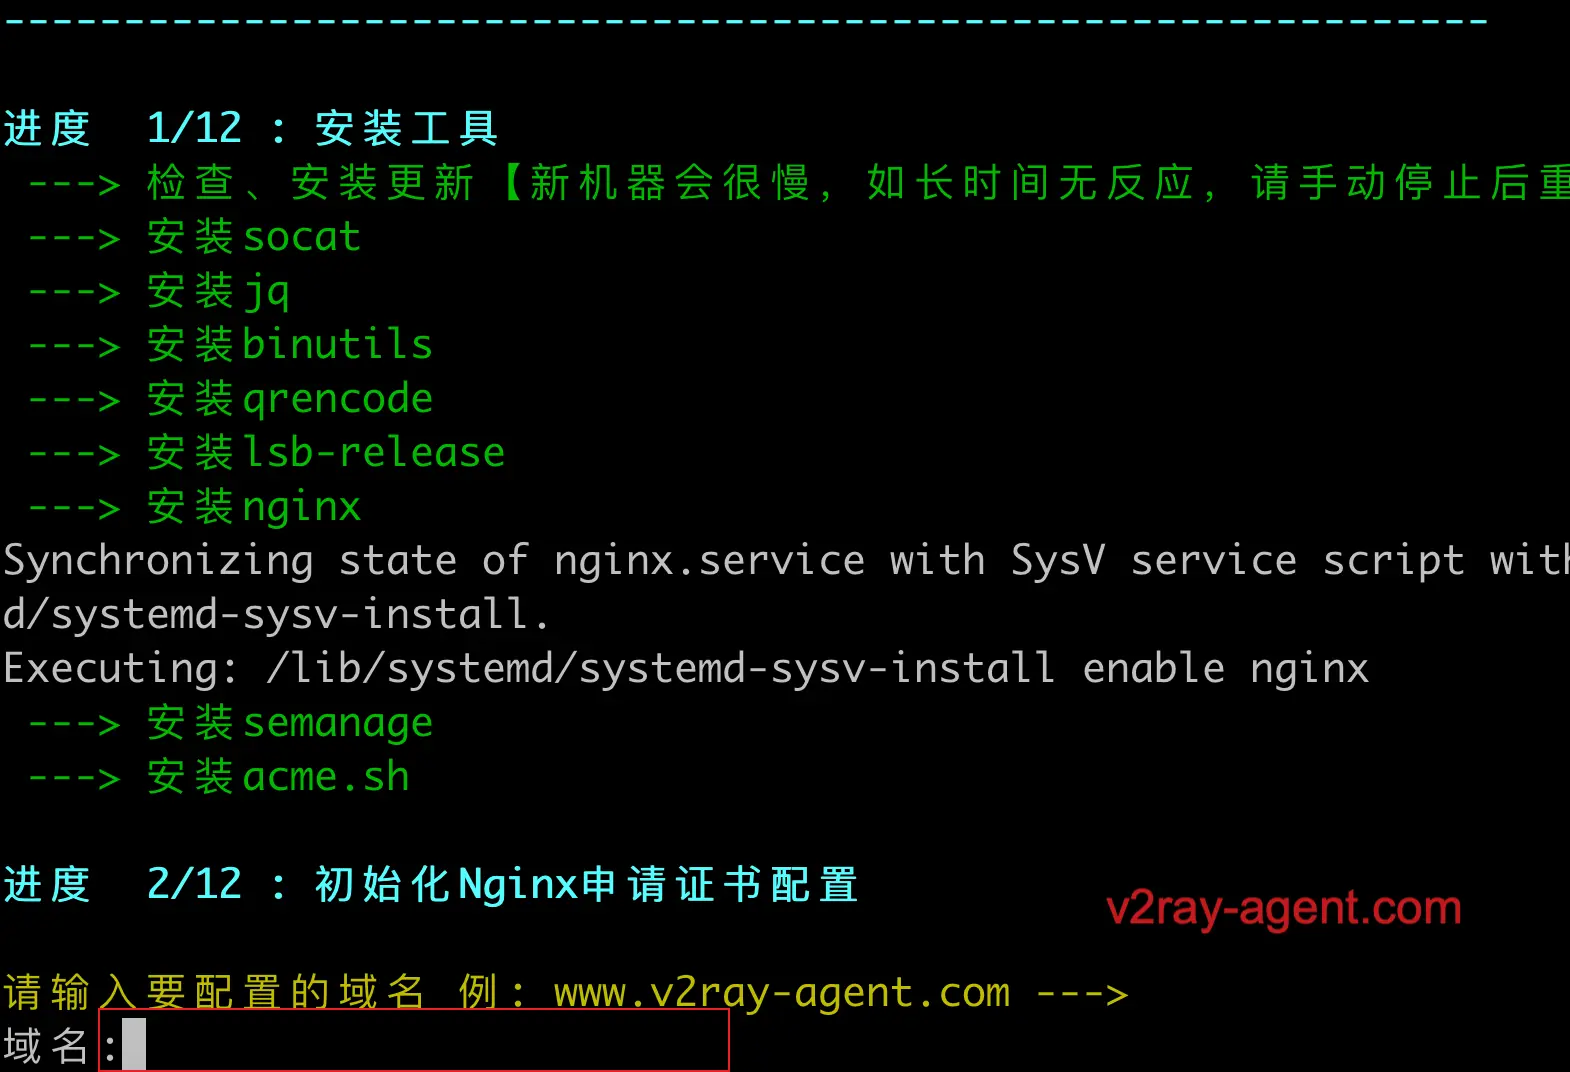 --------------------------------------------------------------
进度  1/12 : 安装工具
 ---> 检查、安装更新【新机器会很慢，如长时间无反应，请手动停止后重
 ---> 安装socat
 ---> 安装jq
 ---> 安装binutils
 ---> 安装qrencode
 ---> 安装lsb-release
 ---> 安装nginx
Synchronizing state of nginx.service with SysV service script with
d/systemd-sysv-install.
Executing: /lib/systemd/systemd-sysv-install enable nginx
 ---> 安装semanage
 ---> 安装acme.sh
进度  2/12 : 初始化Nginx申请证书配置
v2ray-agent.com
请输入要配置的域名 例: www.v2ray-agent.com --->
域名: